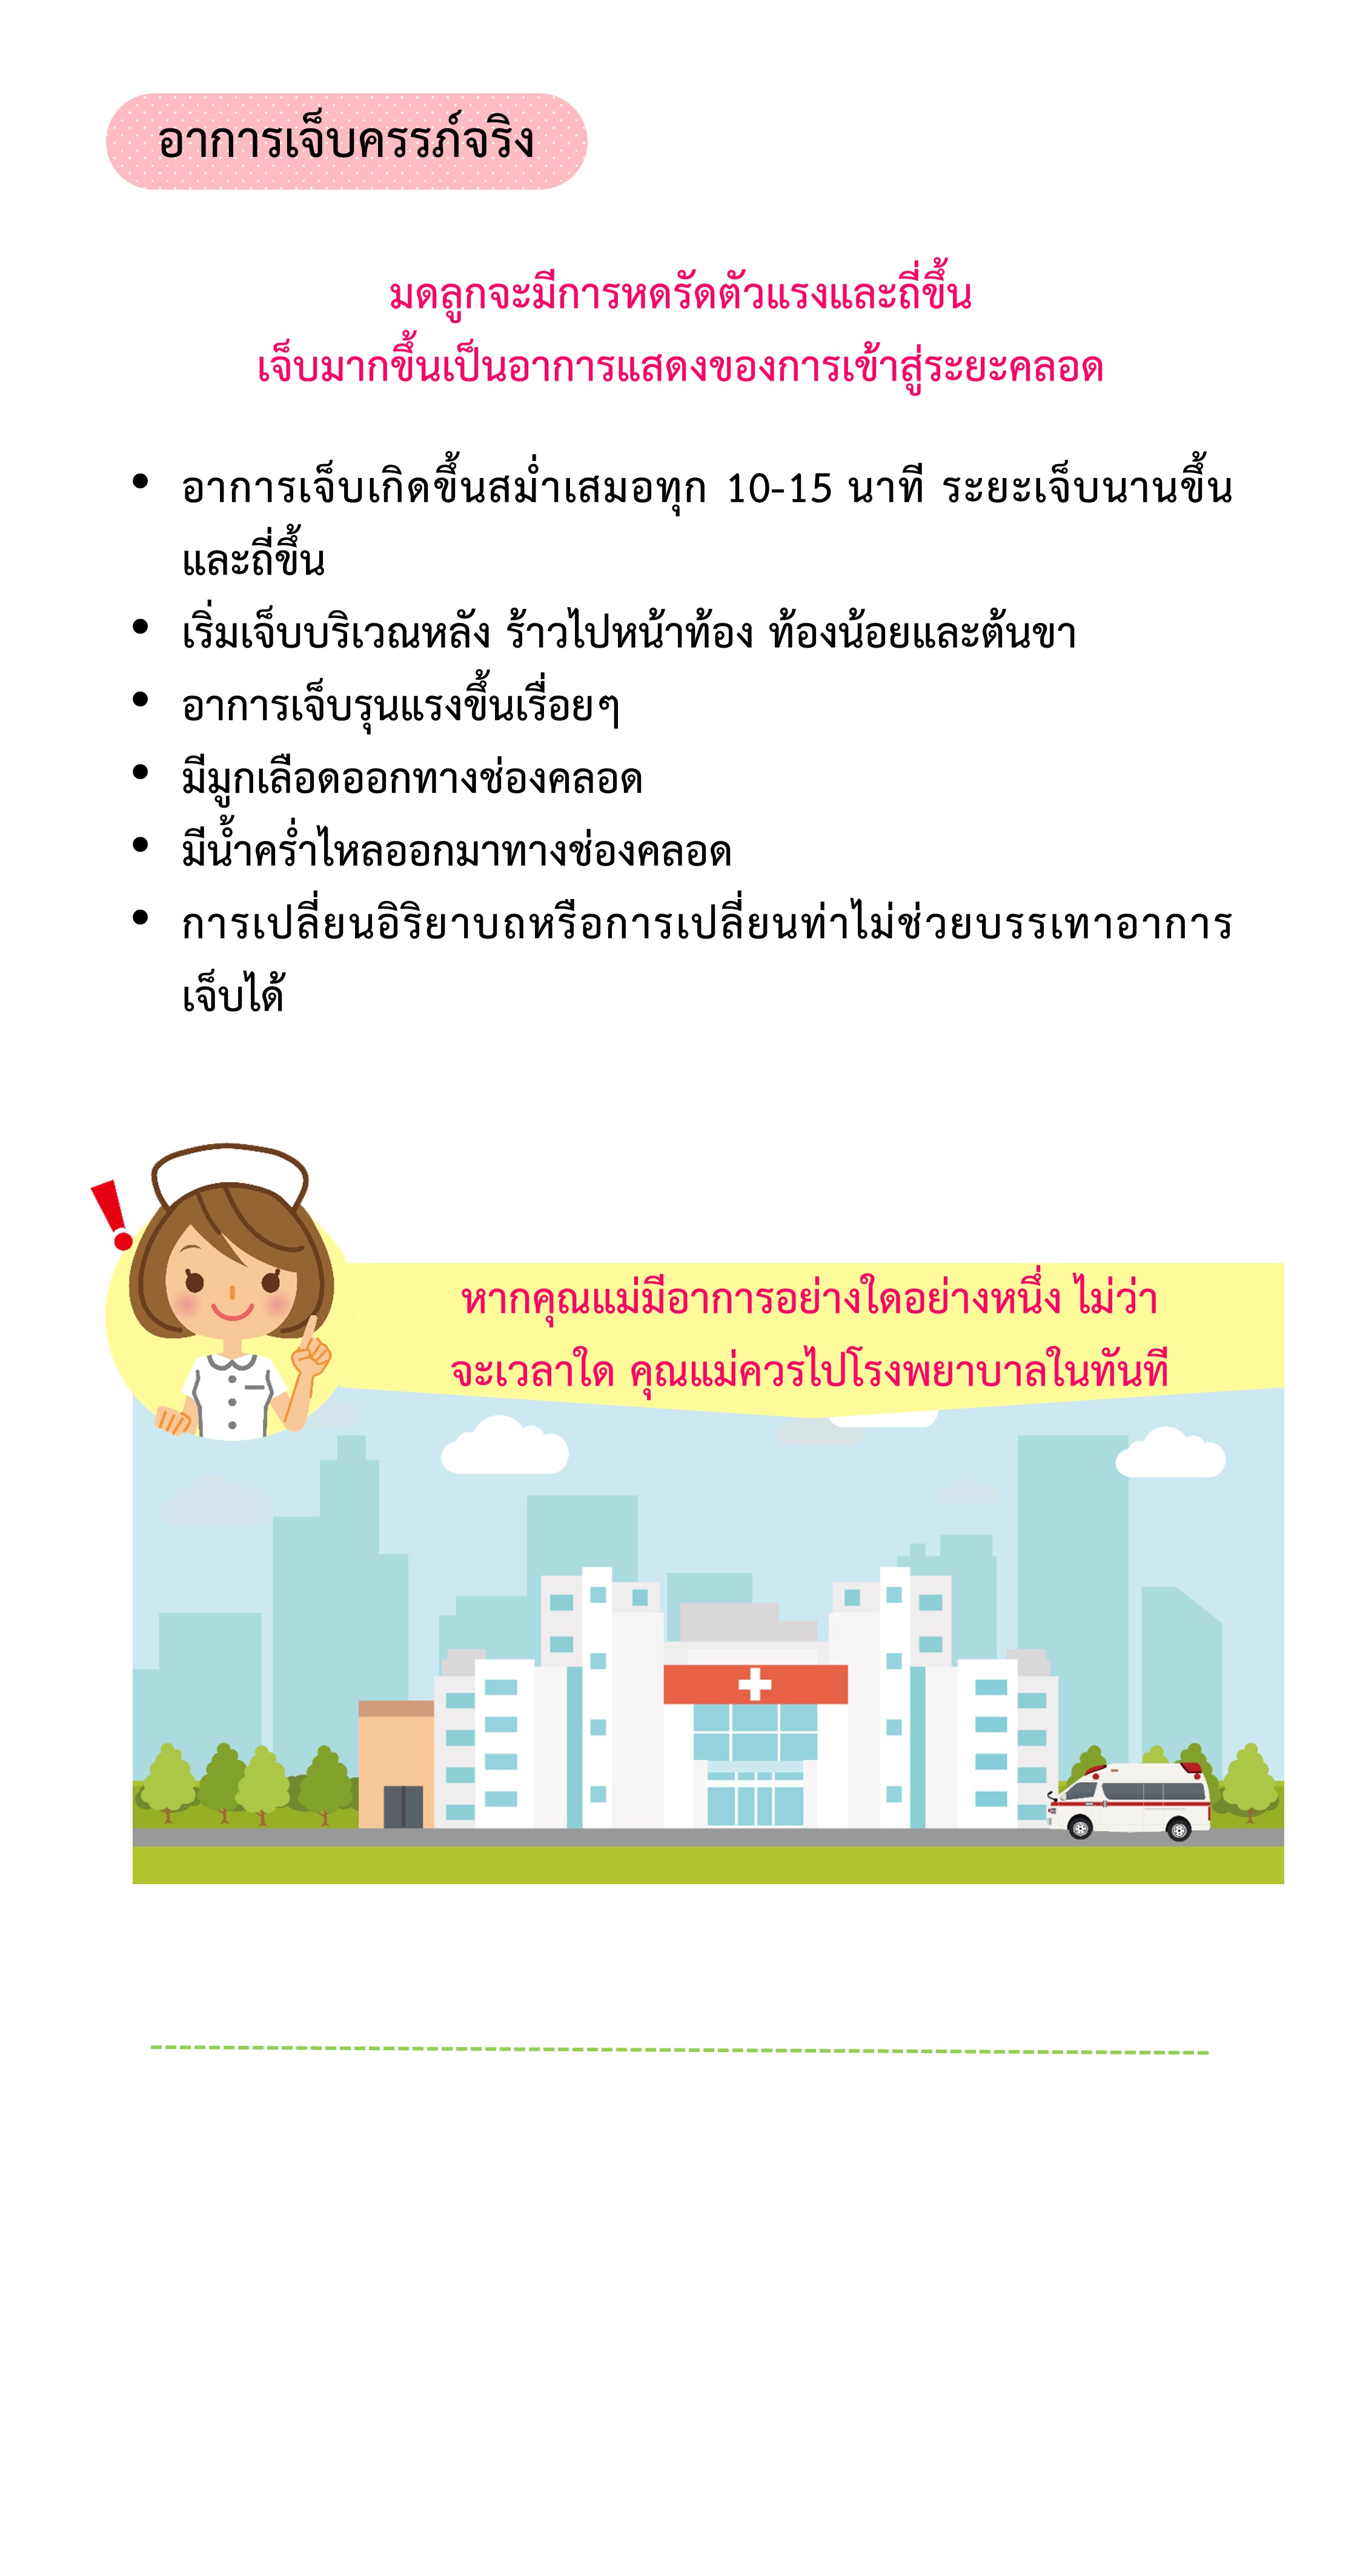 อาการเจ็บครรภ์จริง
มดลูกจะมีการหดรัดตัวแรงและถี่ขึ้น
เจ็บมากขึ้นเป็นอาการแสดงของการเข้าสู่ระยะคลอด
• อาการเจ็บเกิดขึ้นสม่ำเสมอทุก 10-15 นาที ระยะเจ็บนานขึ้น
และถี่ขึ้น
• เริ่มเจ็บบริเวณหลัง ร้าวไปหน้าท้อง ท้องน้อยและต้นขา
• อาการเจ็บรุนแรงขึ้นเรื่อยๆ
• มีมูกเลือดออกทางช่องคลอด
• มีน้ำคร่ำไหลออกมาทางช่องคลอด
• การเปลี่ยนอิริยาบถหรือการเปลี่ยนท่าไม่ช่วยบรรเทาอาการ
เจ็บได้
หากคุณแม่มีอาการอย่างใดอย่างหนึ่ง ไม่ว่า
จะเวลาใด คุณแม่ควรไปโรงพยาบาลในทันที